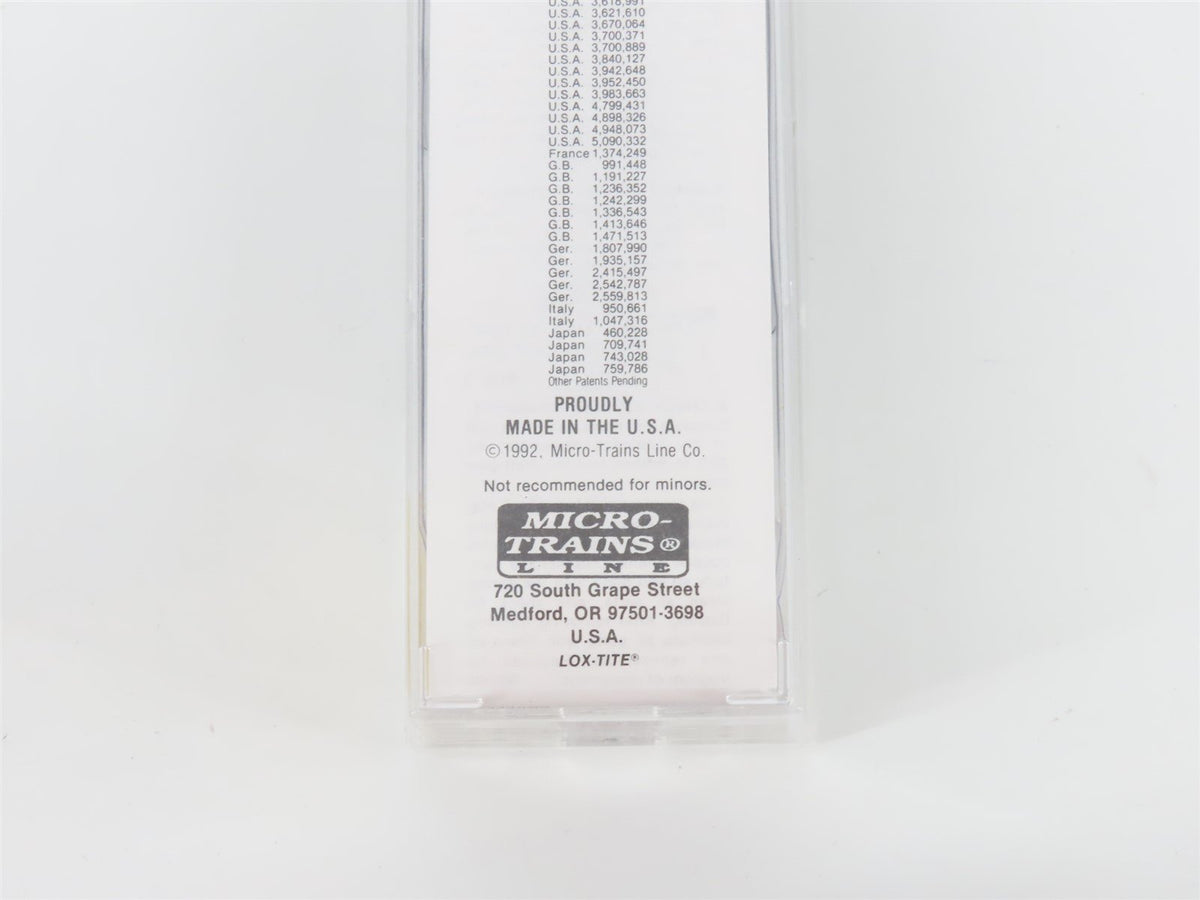 U.S.A. 3,618,991
U.S.A. 3,621,610
U.S.A. 3,670,064
U.S.A. 3,700,371
U.S.A. 3,700,889
U.S.A. 3,840,127
U.S.A. 3,942,648
U.S.A. 3,952,450
U.S.A. 3,983,663
U.S.A. 4,799,431
U.S.A. 4,898,326
U.S.A. 4,948,073
U.S.A. 5,090,332
France 1,374,249
G.B. 991,448
G.B. 1,191,227
G.B. 1,236,352
G.B. 1,242,299
G.B. 1,336,543
G.B. 1,413,646
G.B. 1,471,513
Ger. 1,807,990
Ger. 1,935,157
Ger. 2,415,497
Ger. 2,542,787
Ger. 2,559,813
Italy 950,661
Italy 1,047,316
Japan 460,228
Japan 709,741
Japan 743,028
Japan 759,786
Other Patents Pending
PROUDLY
MADE IN THE U.S.A.
©1992, Micro-Trains Line Co.
Not recommended for minors.
MICRO-
TRAINS®
LINE
720 South Grape Street
Medford, OR 97501-3698
U.S.A.
LOX-TITE®